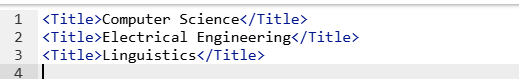 1 <Title>Computer Science</Title>
2 <Title>Electrical Engineering</Title>
3 <Title>Linguistics</Title>
4